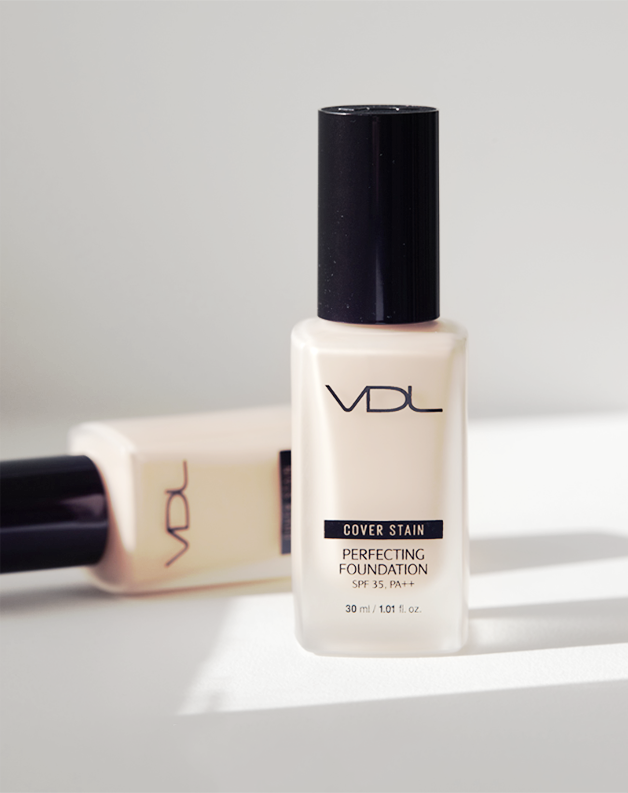 VDL
COVER STAIN
PERFECTING
FOUNDATION
SPF 35, PA++
30 ml / 1.01 fl. oz.
VDL